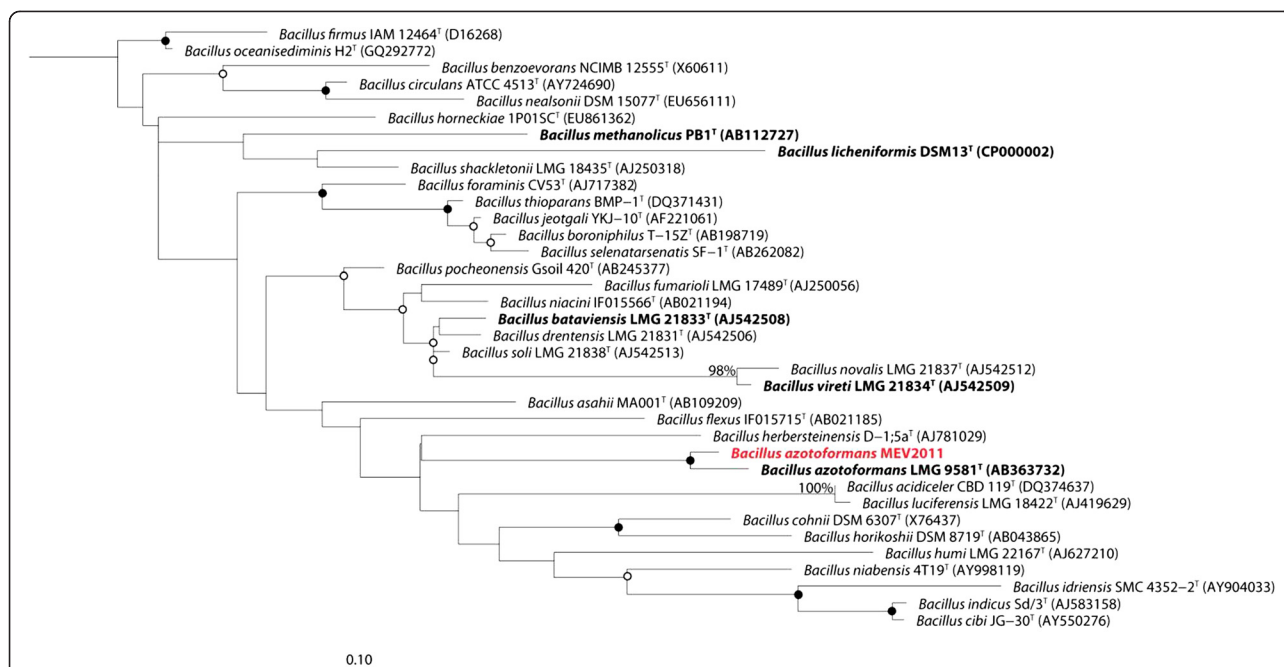 Bacillus firmus IAM 12464ᵀ (D16268)
Bacillus oceanisediminis H2ᵀ (GQ292772)
Bacillus benzoevorans NCIMB 12555ᵀ (X60611)
Bacillus circulans ATCC 4513ᵀ (AY724690)
Bacillus nealsonii DSM 15077ᵀ (EU656111)
Bacillus horneckiae 1P01SCᵀ (EU861362)
Bacillus methanolicus PB1ᵀ (AB112727)
Bacillus licheniformis DSM13ᵀ (CP000002)
Bacillus shackletonii LMG 18435ᵀ (AJ250318)
Bacillus foraminis CV53ᵀ (AJ717382)
Bacillus thioparans BMP−1ᵀ (DQ371431)
Bacillus jeotgali YKJ−10ᵀ (AF221061)
Bacillus boroniphilus T−15Zᵀ (AB198719)
Bacillus selenatarsenatis SF−1ᵀ (AB262082)
Bacillus pocheonensis Gsoil 420ᵀ (AB245377)
Bacillus fumarioli LMG 17489ᵀ (AJ250056)
Bacillus niacini IF015566ᵀ (AB021194)
Bacillus bataviensis LMG 21833ᵀ (AJ542508)
Bacillus drentensis LMG 21831ᵀ (AJ542506)
Bacillus soli LMG 21838ᵀ (AJ542513)
98% Bacillus novalis LMG 21837ᵀ (AJ542512)
Bacillus vireti LMG 21834ᵀ (AJ542509)
Bacillus asahii MA001ᵀ (AB109209)
Bacillus flexus IF015715ᵀ (AB021185)
Bacillus herbersteinensis D−1;5aᵀ (AJ781029)
Bacillus azotoformans MEV2011
Bacillus azotoformans LMG 9581ᵀ (AB363732)
100% Bacillus acidiceler CBD 119ᵀ (DQ374637)
Bacillus luciferensis LMG 18422ᵀ (AJ419629)
Bacillus cohnii DSM 6307ᵀ (X76437)
Bacillus horikoshii DSM 8719ᵀ (AB043865)
Bacillus humi LMG 22167ᵀ (AJ627210)
Bacillus niabensis 4T19ᵀ (AY998119)
Bacillus idriensis SMC 4352−2ᵀ (AY904033)
Bacillus indicus Sd/3ᵀ (AJ583158)
Bacillus cibi JG−30ᵀ (AY550276)
0.10